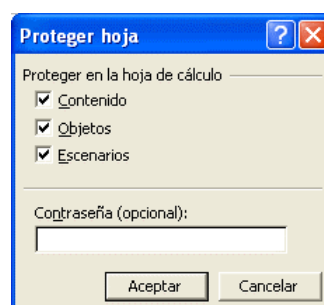 Proteger hoja
Proteger en la hoja de cálculo
Contenido
Objetos
Escenarios
Contraseña (opcional):
Aceptar Cancelar